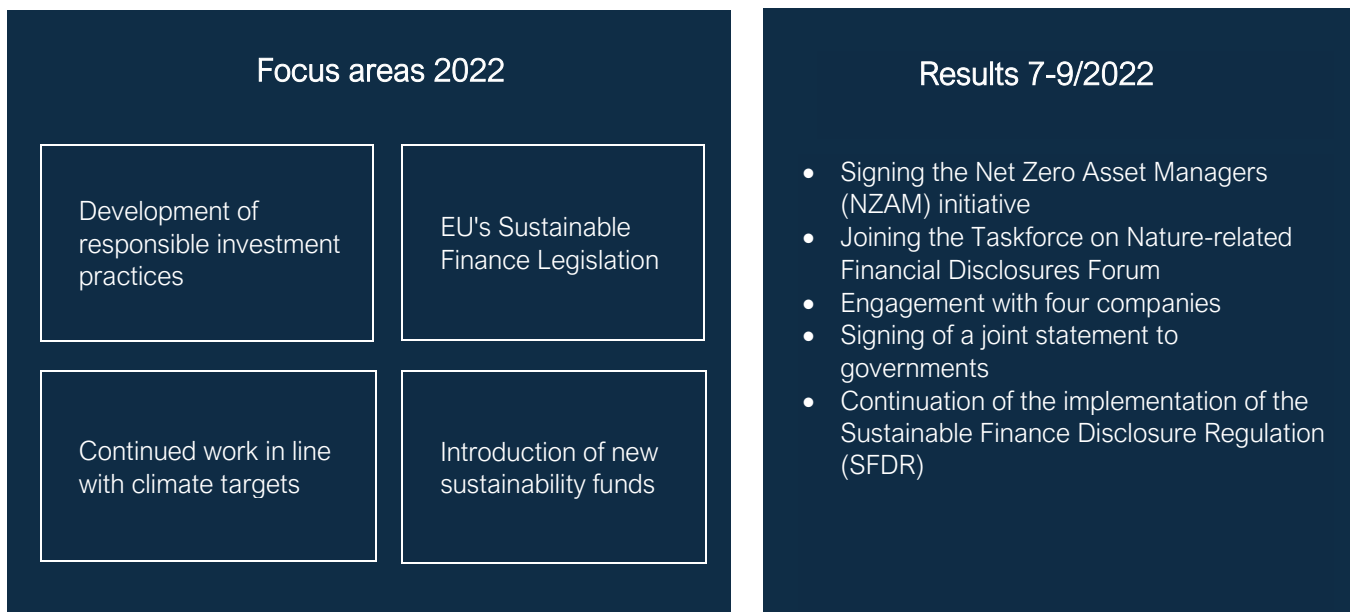 Focus areas 2022
Development of
responsible investment
practices
EU's Sustainable
Finance Legislation
Continued work in line
with climate targets
Introduction of new
sustainability funds
Results 7-9/2022
• Signing the Net Zero Asset Managers
(NZAM) initiative
• Joining the Taskforce on Nature-related
Financial Disclosures Forum
• Engagement with four companies
• Signing of a joint statement to
governments
• Continuation of the implementation of the
Sustainable Finance Disclosure Regulation
(SFDR)